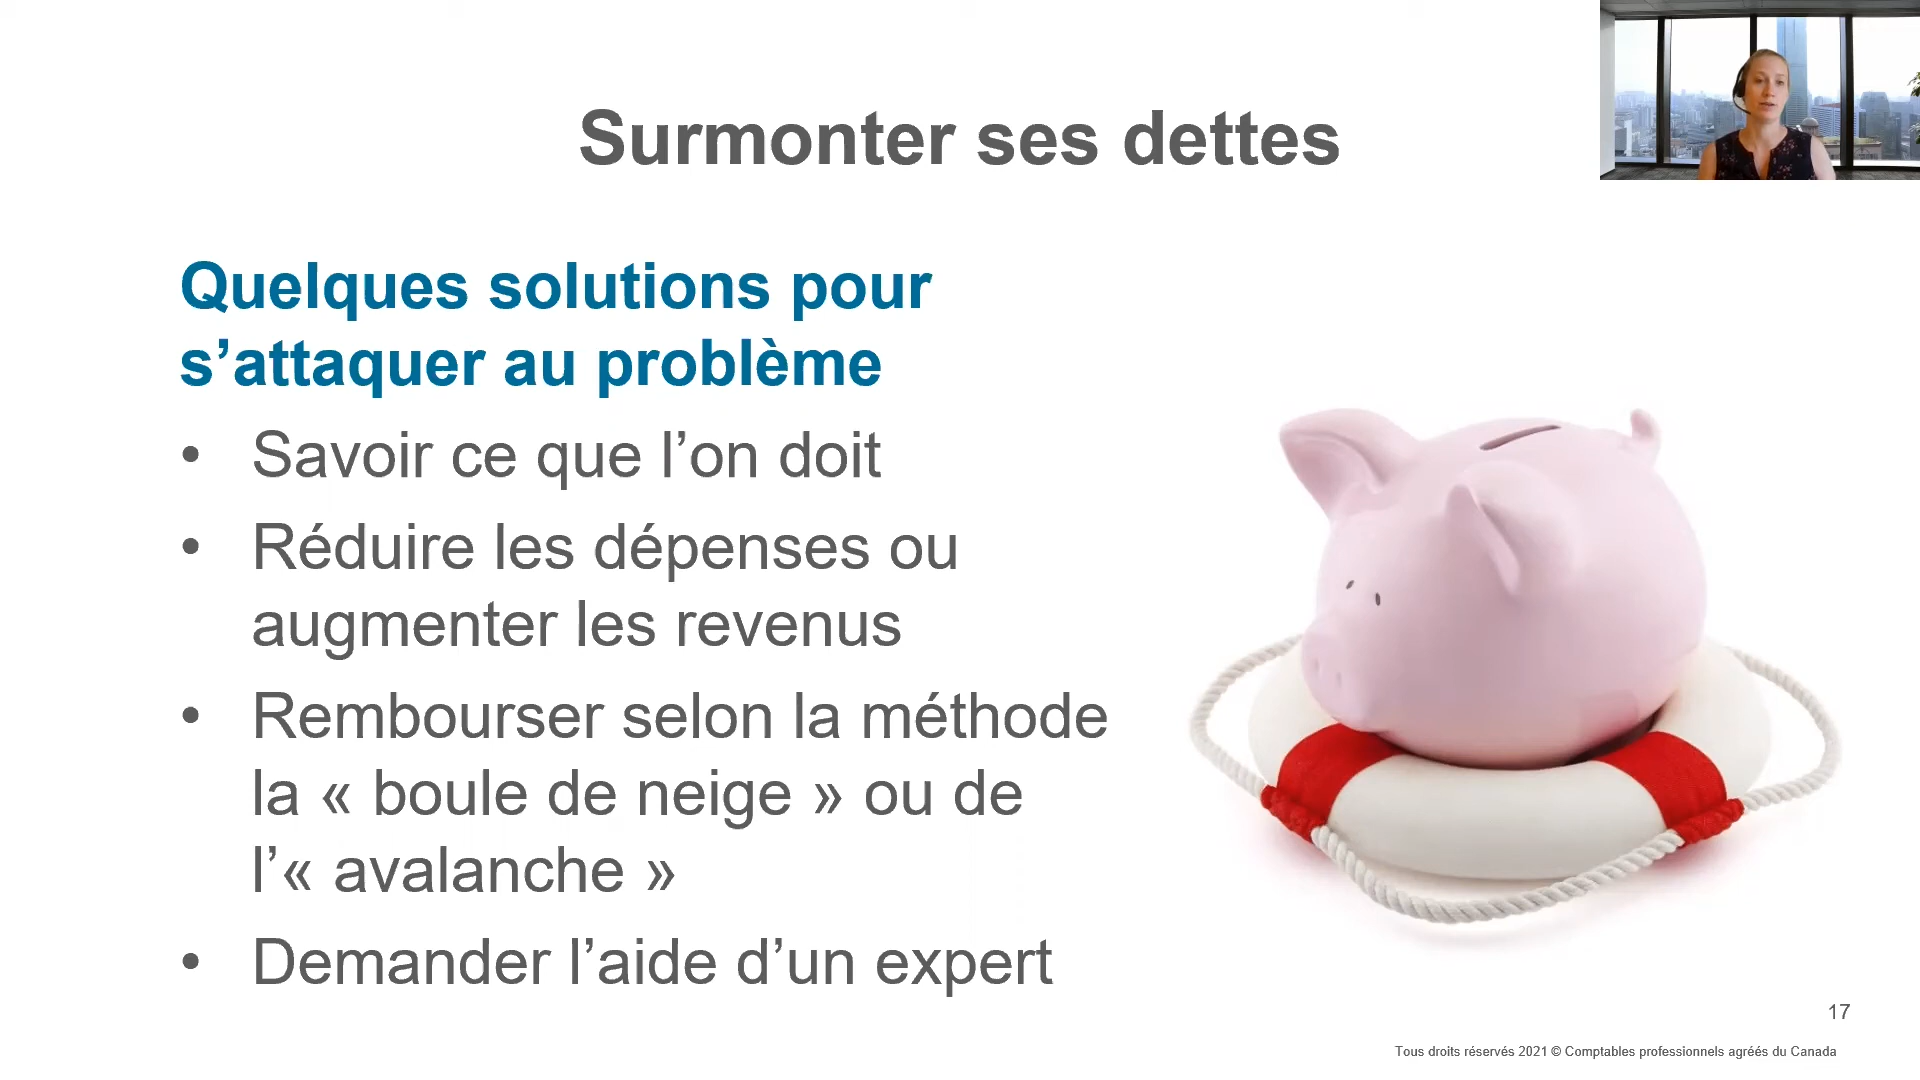 Surmonter ses dettes
Quelques solutions pour
s’attaquer au problème
• Savoir ce que l’on doit
• Réduire les dépenses ou
augmenter les revenus
• Rembourser selon la méthode
la « boule de neige » ou de
l’« avalanche »
• Demander l’aide d’un expert
17
Tous droits réservés 2021 © Comptables professionnels agréés du Canada